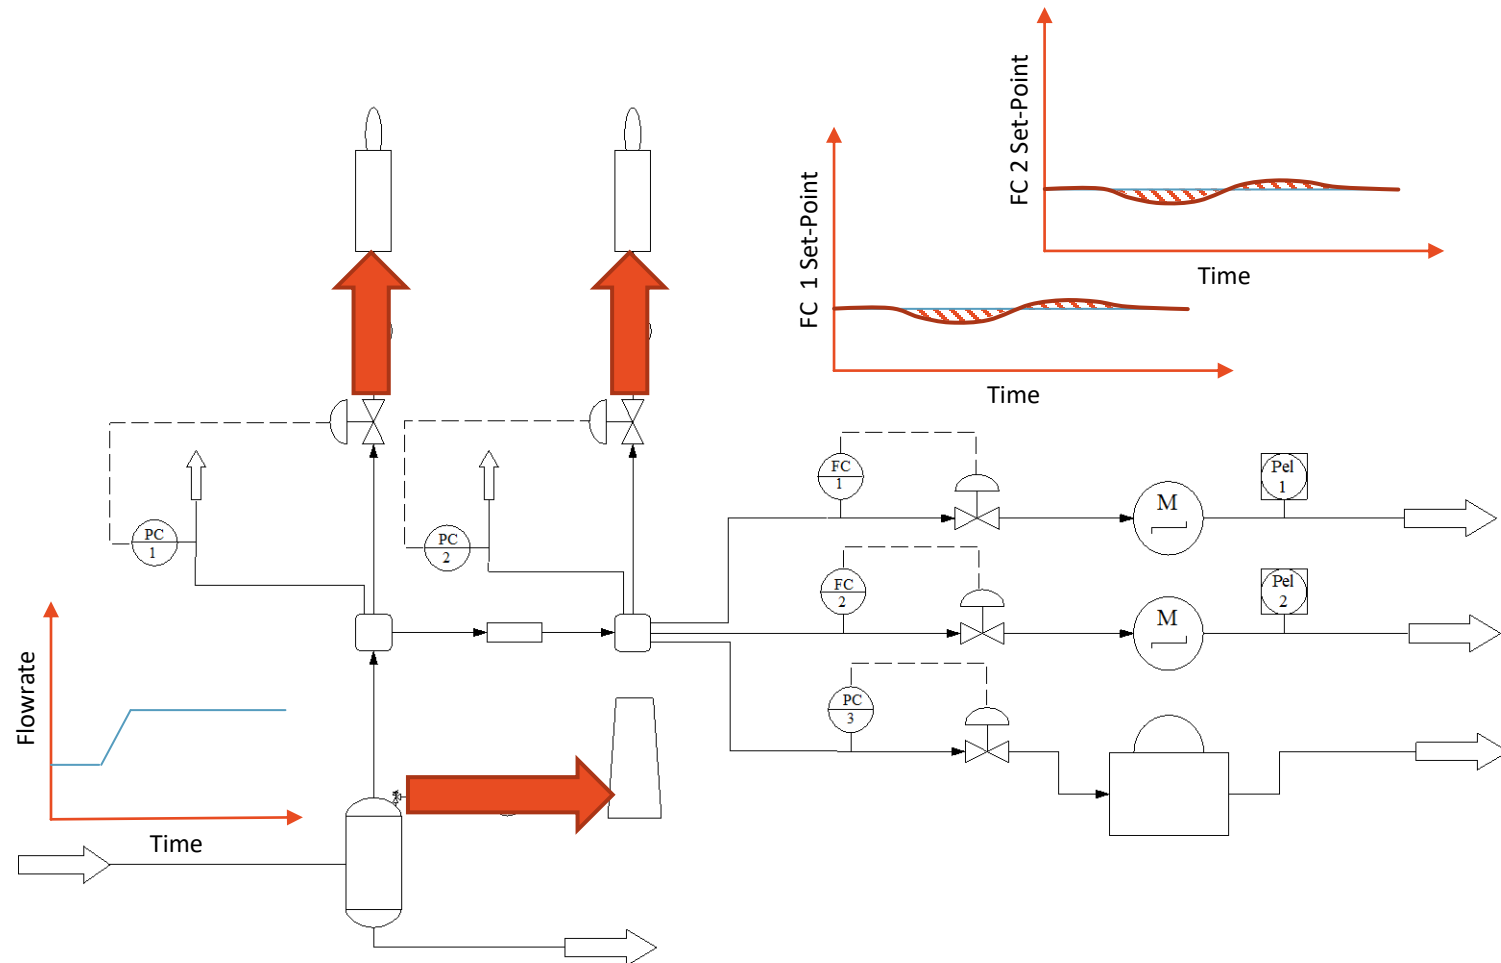 FC 2 Set-Point
Time
FC 1 Set-Point
Time
FC
1
Pel
1
M
PC
1
PC
2
FC
2
Pel
2
M
PC
3
Flowrate
Time